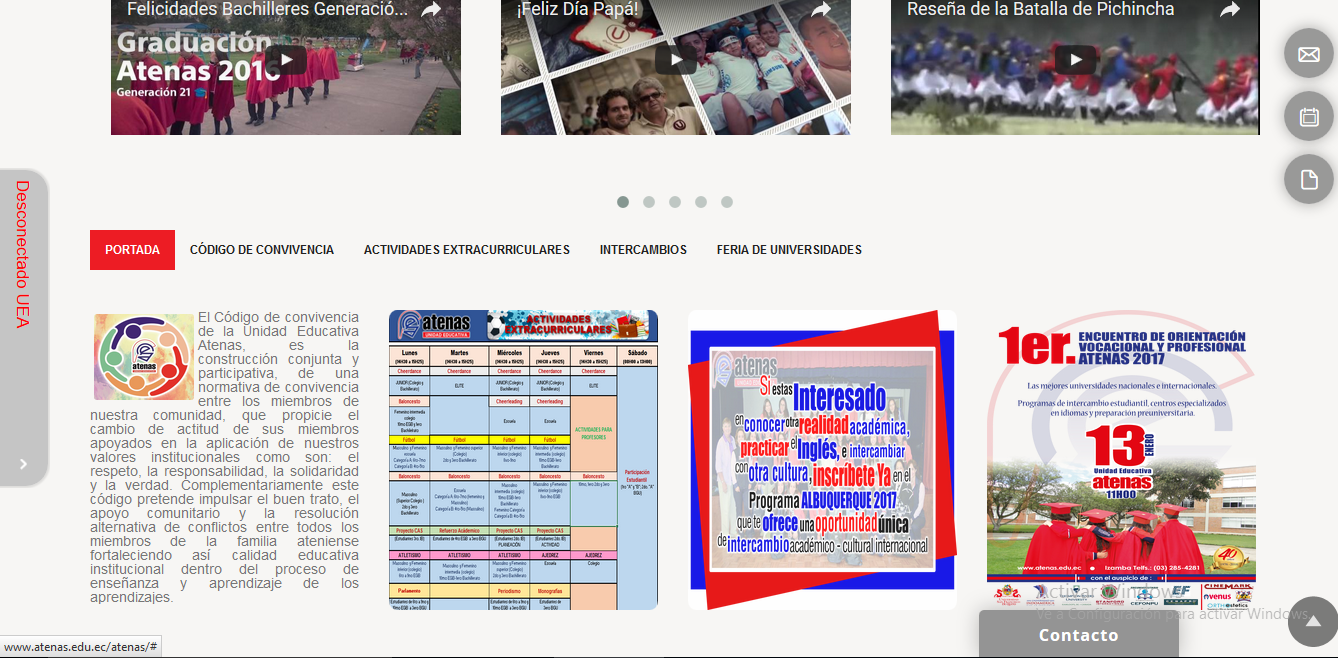 Felicidades Bachilleres Generació...
¡Feliz Día Papá!
Reseña de la Batalla de Pichincha
Graduación
Atenas 2016
Generación 21
Desconectado UEA
PORTADA
CÓDIGO DE CONVIVENCIA
ACTIVIDADES EXTRACURRICULARES
INTERCAMBIOS
FERIA DE UNIVERSIDADES
El Código de convivencia
de la Unidad Educativa
Atenas, es la
construcción conjunta y
participativa, de una
normativa de convivencia
entre los miembros de
nuestra comunidad, que propicie el
cambio de actitud de sus miembros
apoyados en la aplicación de nuestros
valores institucionales como son: el
respeto, la responsabilidad, la solidaridad
y la verdad. Complementariamente este
código pretende impulsar el buen trato, el
apoyo comunitario y la resolución
alternativa de conflictos entre todos los
miembros de la familia ateniense
fortaleciendo así calidad educativa
institucional dentro del proceso de
enseñanza y aprendizaje de los
aprendizajes.
atenas
atenas
UNIDAD EDUCATIVA
ACTIVIDADES
EXTRACURRICULARES
Lunes Martes Miércoles Jueves Viernes Sábado
Cheerdance Cheerdance Cheerdance Cheerdance Cheerdance
ELITE ELITE
Baloncesto Cheerleading Cheerleading
Escuela Escuela
ACTIVIDADES PARA
PROFESORES
Fútbol Fútbol Fútbol Fútbol
Participación
Estudiantil
Baloncesto Baloncesto Baloncesto Baloncesto Baloncesto
Proyecto CAS Refuerzo Académico Proyecto CAS Proyecto CAS
PLANEACIÓN ACTIVIDAD
ATLETISMO ATLETISMO ATLETISMO AJEDREZ AJEDREZ
Escuela Colegio
Parlamento Periodismo Monografías
atenas
Si estas Interesado
en conocer otra realidad académica,
practicar el Inglés, e intercambiar
con otra cultura, inscríbete Ya en el
Programa ALBUQUERQUE 2017
que te ofrece una oportunidad única
de intercambio académico - cultural internacional
1er. ENCUENTRO DE ORIENTACIÓN
VOCACIONAL Y PROFESIONAL
ATENAS 2017
Las mejores universidades nacionales e internacionales.
Programas de intercambio estudiantil, centros especializados
en idiomas y preparación preuniversitaria.
13 ENERO
Unidad Educativa
atenas
11H00
40
www.atenas.edu.ec • Izamba Telfs.: (03) 285-4281
con el auspicio de :
STANFORD
CEFONPU
EF
CINEMARK
novenus
Activar Windows
Ve a Configuración para activar Windows.
Contacto
www.atenas.edu.ec/atenas/#